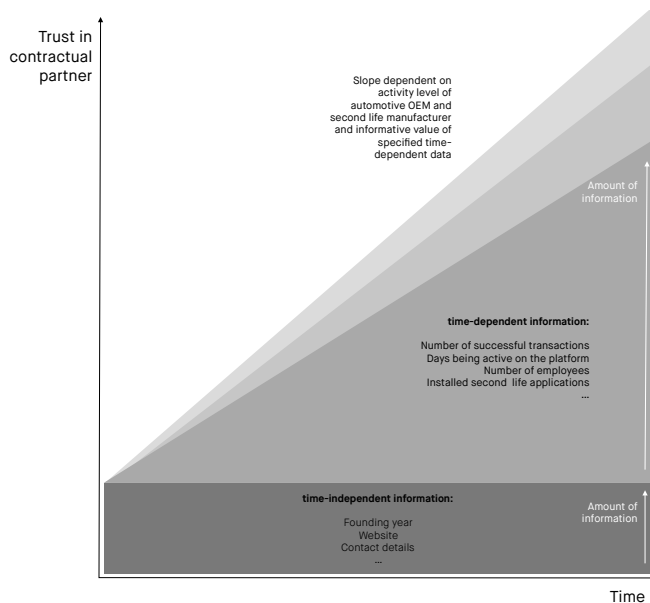 Trust in
contractual
partner
Slope dependent on
activity level of
automotive OEM and
second life manufacturer
and informative value of
specified time-
dependent data
Amount of
information
time-dependent information:
Number of successful transactions
Days being active on the platform
Number of employees
Installed second life applications
...
time-independent information:
Founding year
Website
Contact details
...
Amount of
information
Time